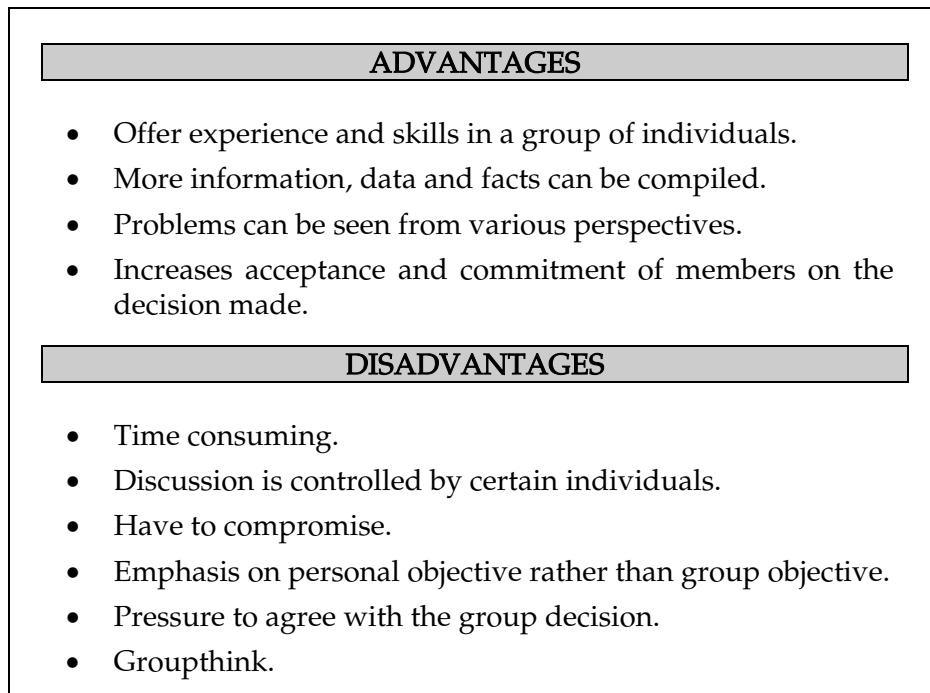 ADVANTAGES
• Offer experience and skills in a group of individuals.
• More information, data and facts can be compiled.
• Problems can be seen from various perspectives.
• Increases acceptance and commitment of members on the
decision made.
DISADVANTAGES
• Time consuming.
• Discussion is controlled by certain individuals.
• Have to compromise.
• Emphasis on personal objective rather than group objective.
• Pressure to agree with the group decision.
• Groupthink.